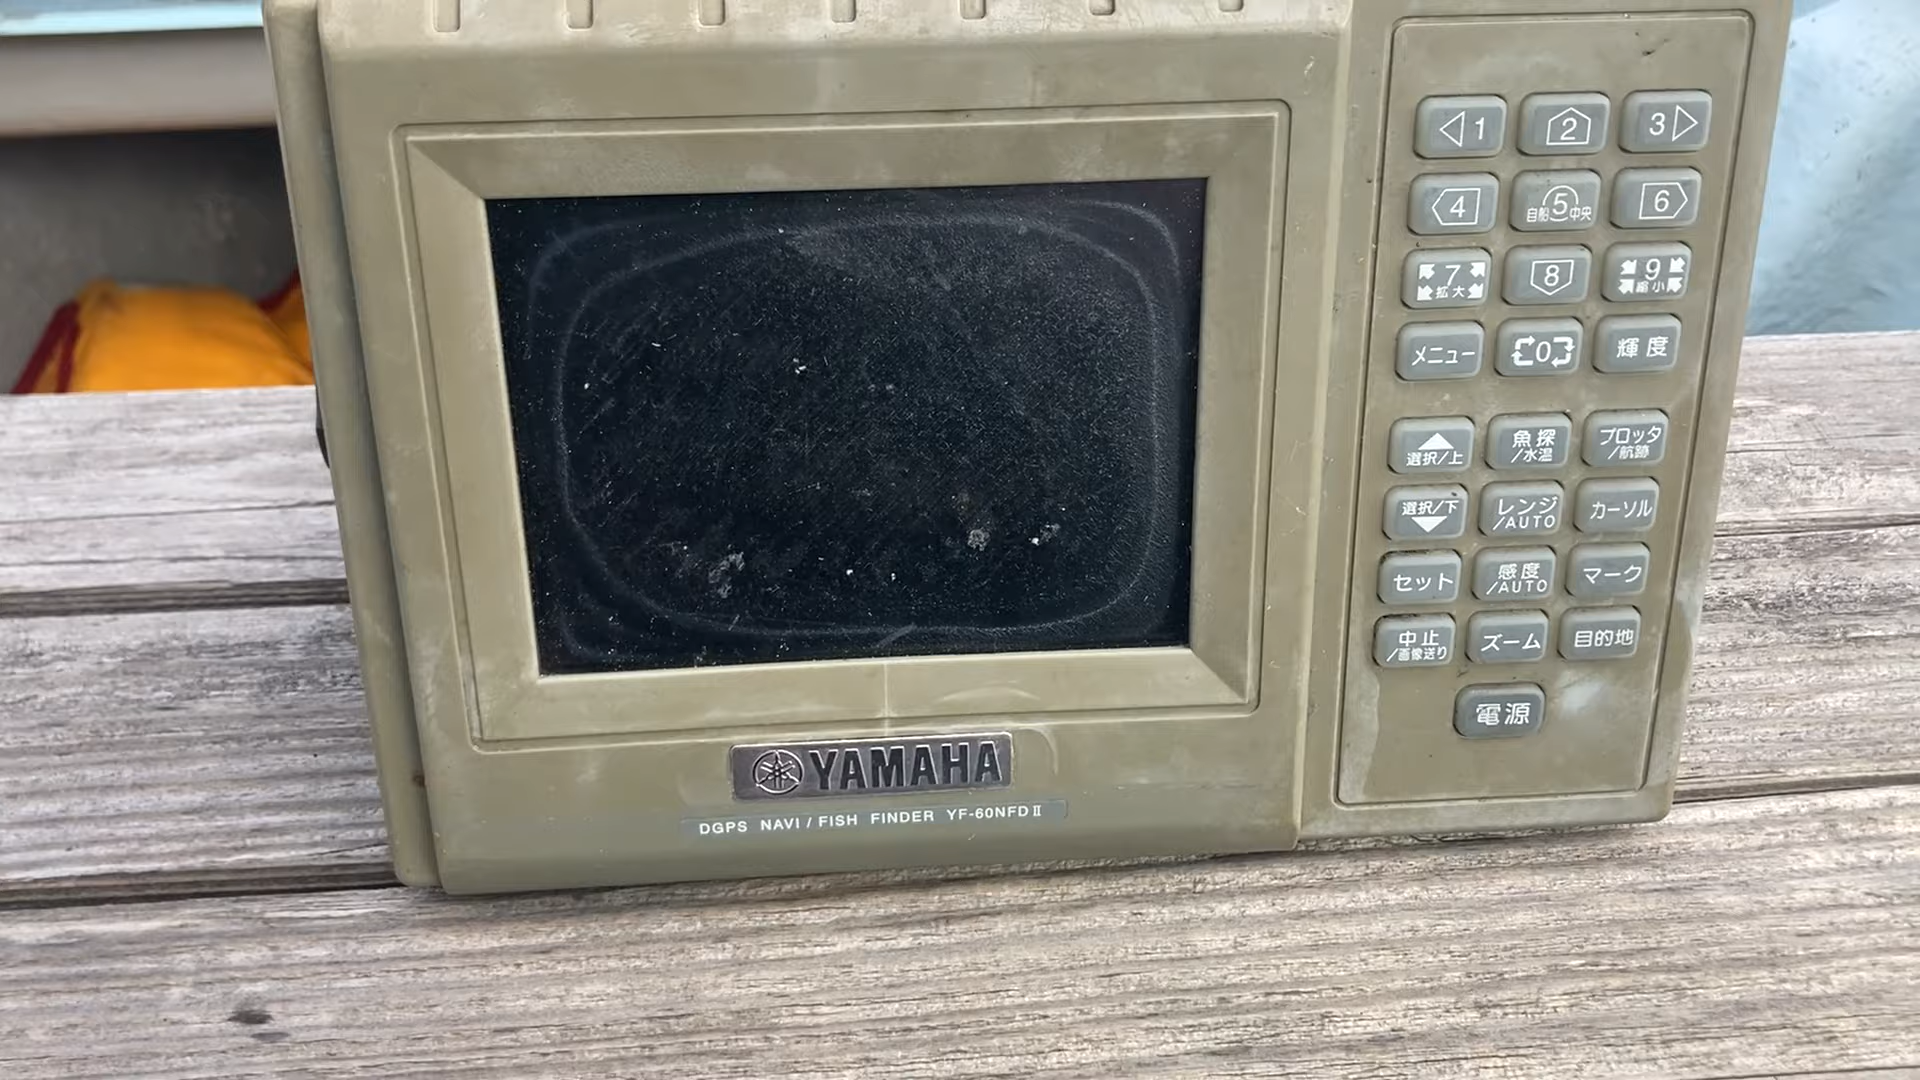 1 2 3
4 自船5中央 6
7 拡大 8 9 縮小
メニュー 0 輝度
選択/上 魚探/水温 プロッタ/航跡
選択/下 レンジ/AUTO カーソル
セット 感度/AUTO マーク
中止/画像送り ズーム 目的地
電源
YAMAHA
DGPS NAVI / FISH FINDER YF-60NFDⅡ